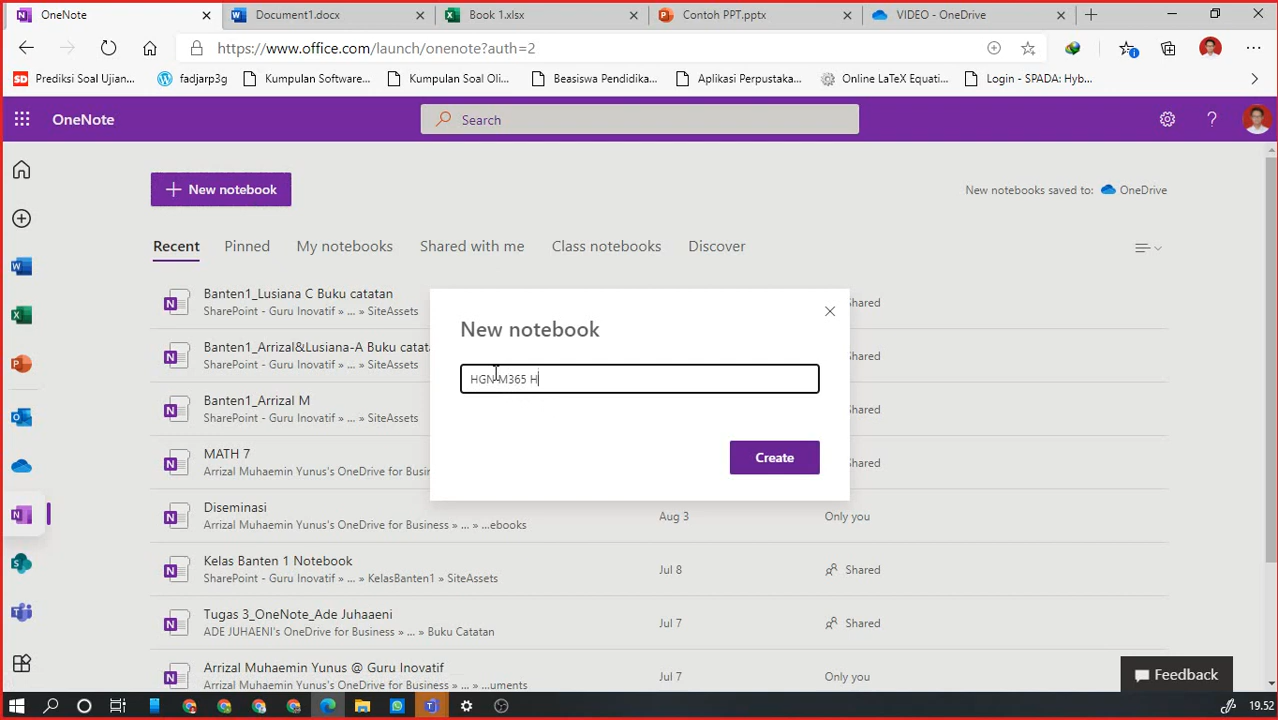 OneNote
Document1.docx
Book 1.xlsx
Contoh PPT.pptx
VIDEO - OneDrive
https://www.office.com/launch/onenote?auth=2
Prediksi Soal Ujian...
fadjarp3g
Kumpulan Software...
Kumpulan Soal Oli...
Beasiswa Pendidika...
Aplikasi Perpustaka...
Online LaTeX Equati...
Login - SPADA: Hyb...
OneNote
Search
New notebook
New notebooks saved to: OneDrive
Recent
Pinned
My notebooks
Shared with me
Class notebooks
Discover
Banten1_Lusiana C Buku catatan
SharePoint - Guru Inovatif » ... » SiteAssets
Shared
Banten1_Arrizal&Lusiana-A Buku catat
SharePoint - Guru Inovatif » ... » SiteAssets
Shared
Banten1_Arrizal M
SharePoint - Guru Inovatif » ... » SiteAssets
Shared
MATH 7
Arrizal Muhaemin Yunus's OneDrive for Busi
Shared
New notebook
HGN M365 H
Create
Diseminasi
Arrizal Muhaemin Yunus's OneDrive for Business » ... » ...ebooks
Aug 3
Only you
Kelas Banten 1 Notebook
SharePoint - Guru Inovatif » ... » KelasBanten1 » SiteAssets
Jul 8
Shared
Tugas 3_OneNote_Ade Juhaaeni
ADE JUHAENI's OneDrive for Business » ... » Buku Catatan
Jul 7
Shared
Arrizal Muhaemin Yunus @ Guru Inovatif
Arrizal Muhaemin Yunus's OneDrive for Business » ... » ...uments
Jul 7
Only you
Feedback
19.52